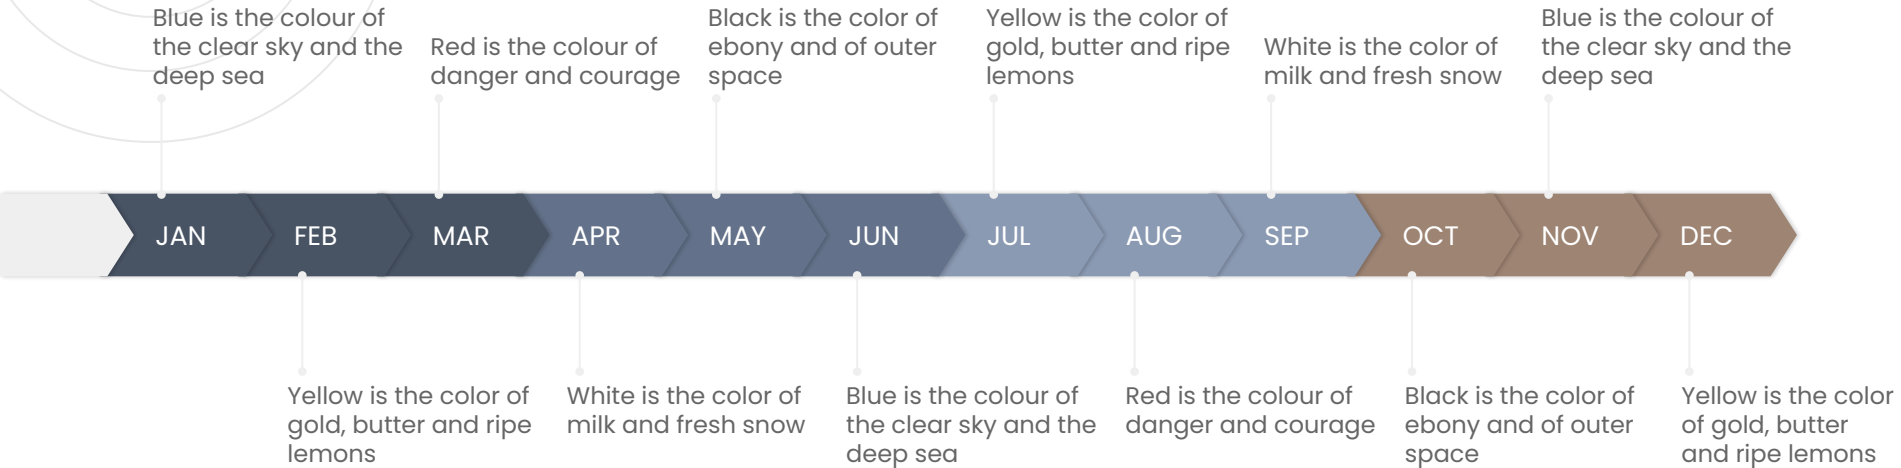 Blue is the colour of
the clear sky and the
deep sea
Red is the colour of
danger and courage
Black is the color of
ebony and of outer
space
Yellow is the color of
gold, butter and ripe
lemons
White is the color of
milk and fresh snow
Blue is the colour of
the clear sky and the
deep sea
JAN FEB MAR APR MAY JUN JUL AUG SEP OCT NOV DEC
Yellow is the color of
gold, butter and ripe
lemons
White is the color of
milk and fresh snow
Blue is the colour of
the clear sky and the
deep sea
Red is the colour of
danger and courage
Black is the color of
ebony and of outer
space
Yellow is the color
of gold, butter
and ripe lemons